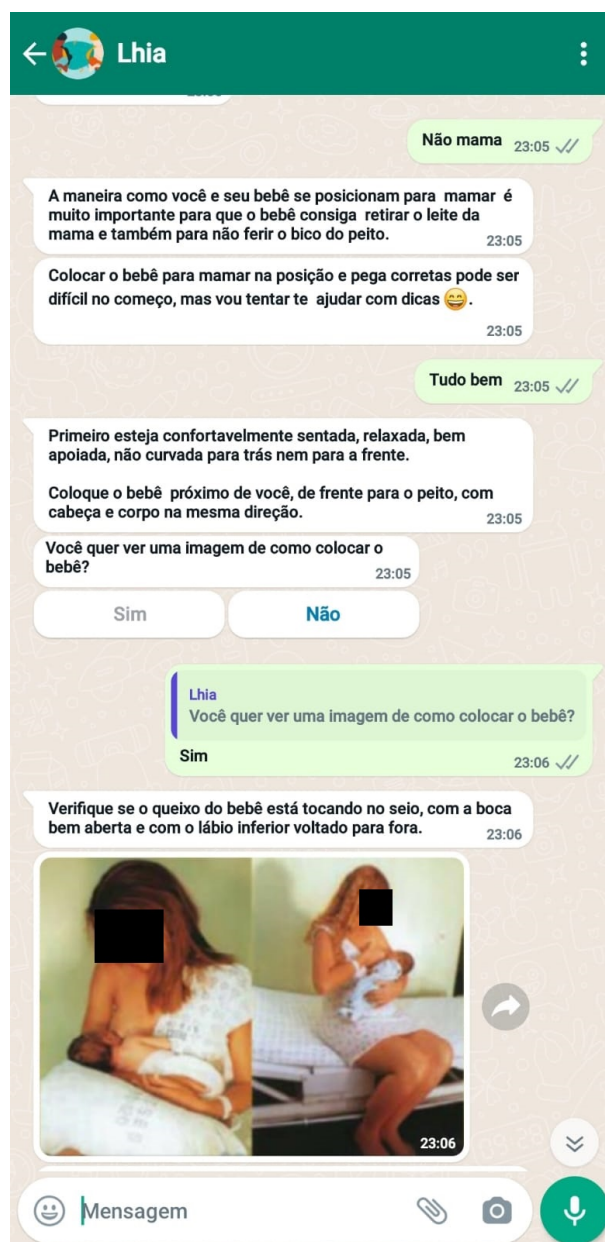 Lhia
Não mama 23:05
A maneira como você e seu bebê se posicionam para mamar é
muito importante para que o bebê consiga retirar o leite da
mama e também para não ferir o bico do peito. 23:05
Colocar o bebê para mamar na posição e pega corretas pode ser
difícil no começo, mas vou tentar te ajudar com dicas 😄.
23:05
Tudo bem 23:05
Primeiro esteja confortavelmente sentada, relaxada, bem
apoiada, não curvada para trás nem para a frente.
Coloque o bebê próximo de você, de frente para o peito, com
cabeça e corpo na mesma direção. 23:05
Você quer ver uma imagem de como colocar o
bebê? 23:05
Sim Não
Lhia
Você quer ver uma imagem de como colocar o bebê?
Sim 23:06
Verifique se o queixo do bebê está tocando no seio, com a boca
bem aberta e com o lábio inferior voltado para fora. 23:06
23:06
Mensagem